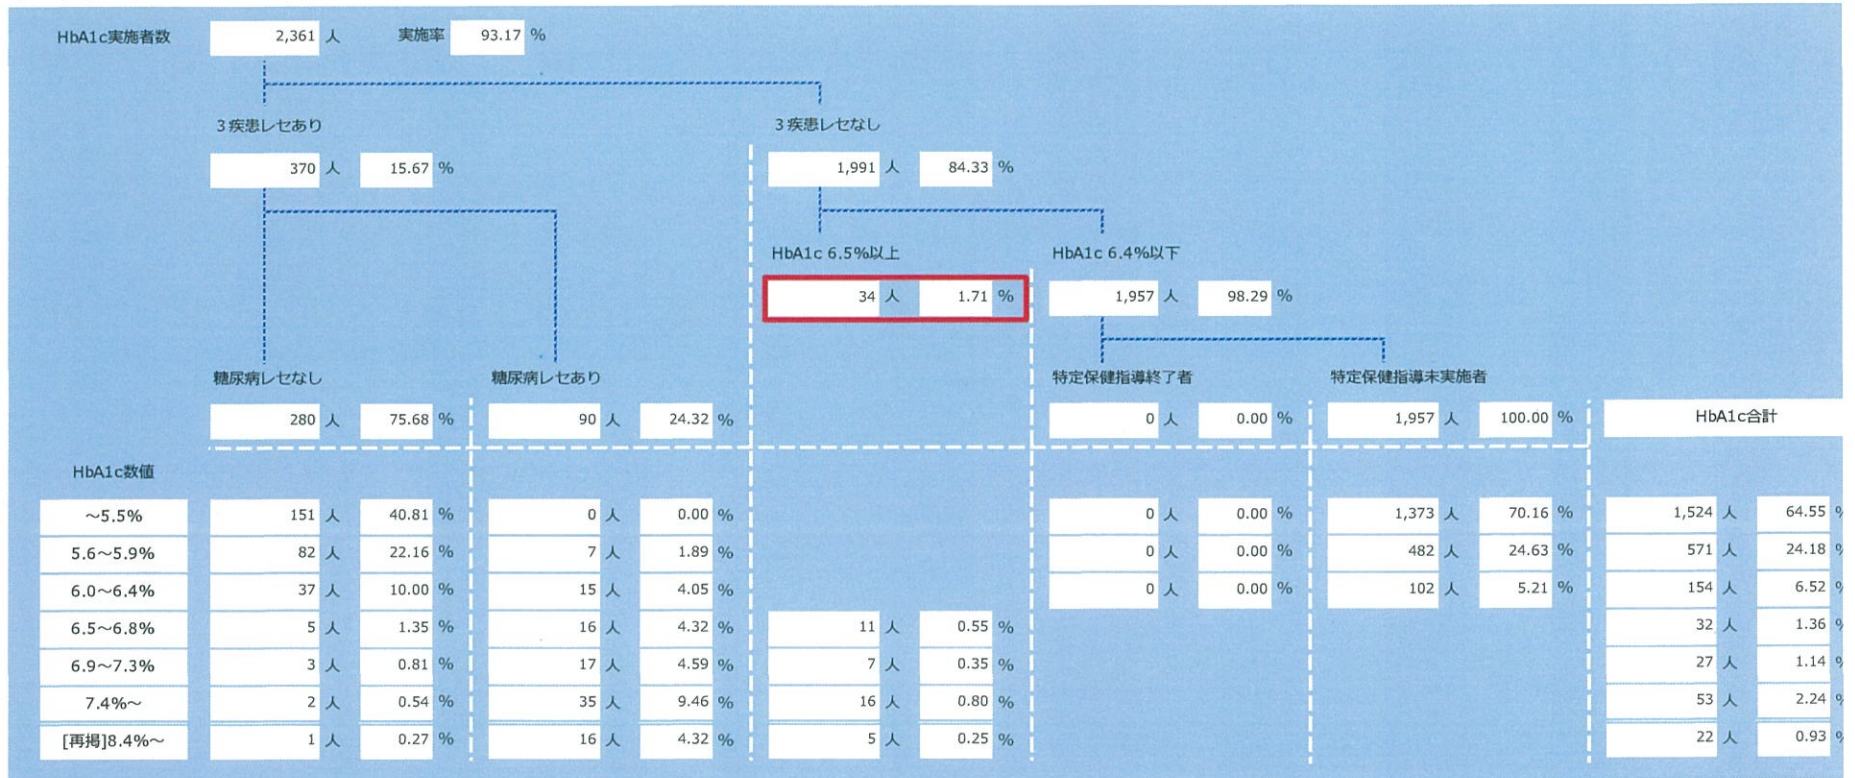 HbA1c実施者数 2,361 人 実施率 93.17 %
3疾患レセあり 3疾患レセなし
370 人 15.67 % 1,991 人 84.33 %
HbA1c 6.5%以上 HbA1c 6.4%以下
34 人 1.71 % 1,957 人 98.29 %
糖尿病レセなし 糖尿病レセあり 特定保健指導終了者 特定保健指導未実施者
280 人 75.68 % 90 人 24.32 % 0 人 0.00 % 1,957 人 100.00 % HbA1c合計
HbA1c数値
～5.5% 151 人 40.81 % 0 人 0.00 % 0 人 0.00 % 1,373 人 70.16 % 1,524 人 64.55 %
5.6～5.9% 82 人 22.16 % 7 人 1.89 % 0 人 0.00 % 482 人 24.63 % 571 人 24.18 %
6.0～6.4% 37 人 10.00 % 15 人 4.05 % 0 人 0.00 % 102 人 5.21 % 154 人 6.52 %
6.5～6.8% 5 人 1.35 % 16 人 4.32 % 11 人 0.55 % 32 人 1.36 %
6.9～7.3% 3 人 0.81 % 17 人 4.59 % 7 人 0.35 % 27 人 1.14 %
7.4%～ 2 人 0.54 % 35 人 9.46 % 16 人 0.80 % 53 人 2.24 %
[再掲]8.4%～ 1 人 0.27 % 16 人 4.32 % 5 人 0.25 % 22 人 0.93 %